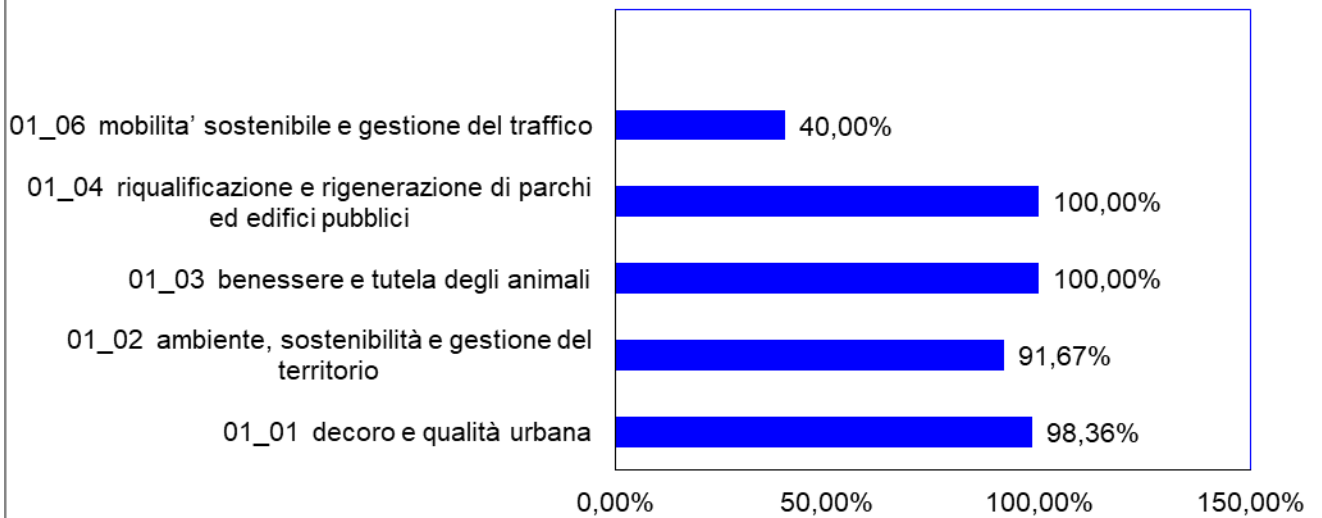 01_06 mobilita’ sostenibile e gestione del traffico
40,00%
01_04 riqualificazione e rigenerazione di parchi
ed edifici pubblici
100,00%
01_03 benessere e tutela degli animali
100,00%
01_02 ambiente, sostenibilità e gestione del
territorio
91,67%
01_01 decoro e qualità urbana
98,36%
0,00% 50,00% 100,00% 150,00%